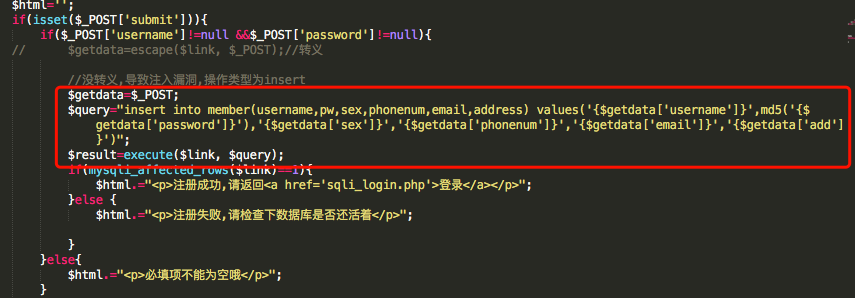 $html='';
if(isset($_POST['submit'])){
if($_POST['username']!=null &&$_POST['password']!=null){
// $getdata=escape($link, $_POST);//转义
//没转义,导致注入漏洞,操作类型为insert
$getdata=$_POST;
$query="insert into member(username,pw,sex,phonenum,email,address) values('{$getdata['username']}',md5('{$
getdata['password']}'),'{$getdata['sex']}','{$getdata['phonenum']}','{$getdata['email']}','{$getdata['add']
}')";
$result=execute($link, $query);
if(mysqli_affected_rows($link)==1){
$html.="<p>注册成功,请返回<a href='sqli_login.php'>登录</a></p>";
}else {
$html.="<p>注册失败,请检查下数据库是否还活着</p>";
}
}else{
$html.="<p>必填项不能为空哦</p>";
}